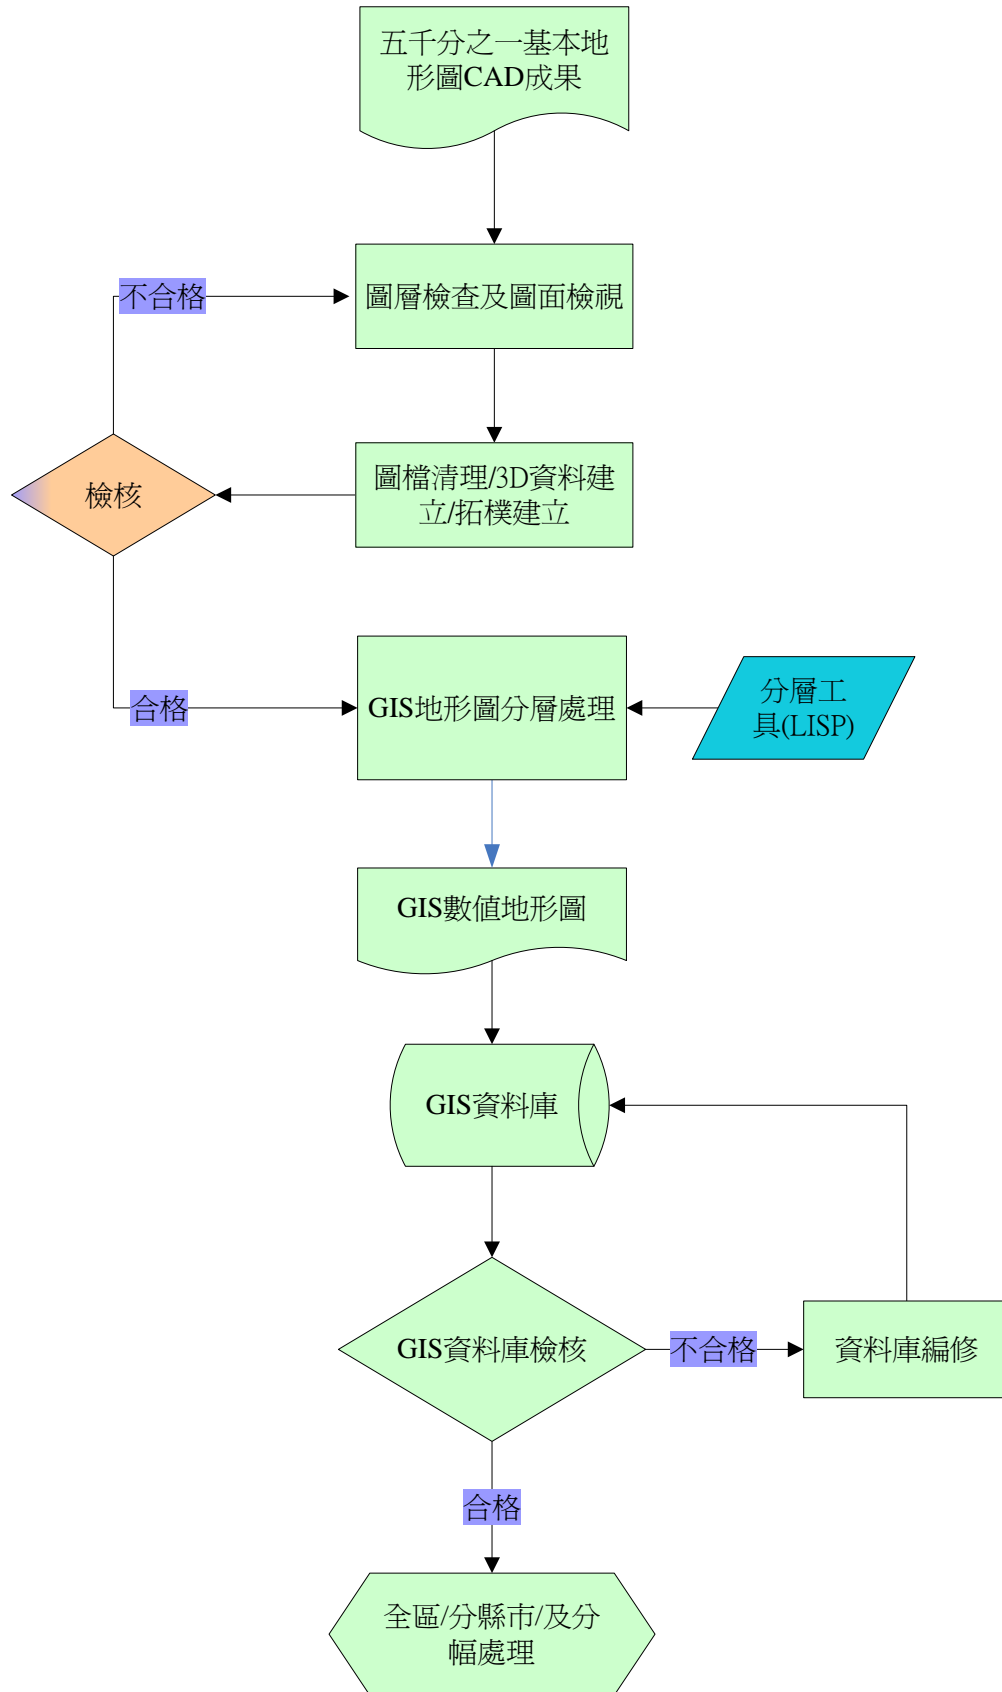 五千分之一基本地
形圖CAD成果
不合格
圖層檢查及圖面檢視
檢核
圖檔清理/3D資料建
立/拓樸建立
合格
GIS地形圖分層處理
分層工
具(LISP)
GIS數值地形圖
GIS資料庫
GIS資料庫檢核
不合格
資料庫編修
合格
全區/分縣市/及分
幅處理